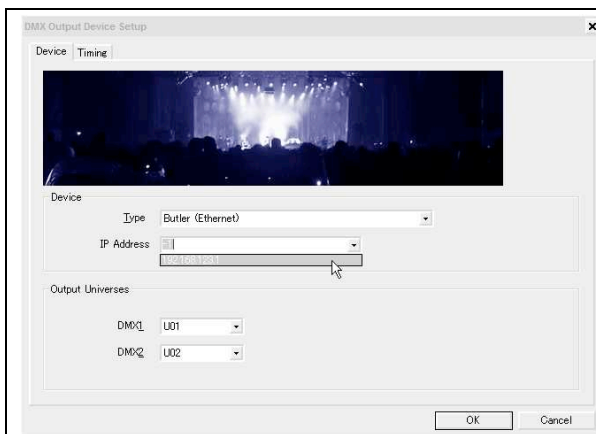 DMX Output Device Setup
Device Timing
Device
Type Butler (Ethernet)
IP Address
Output Universes
DMX1 U01
DMX2 U02
OK Cancel